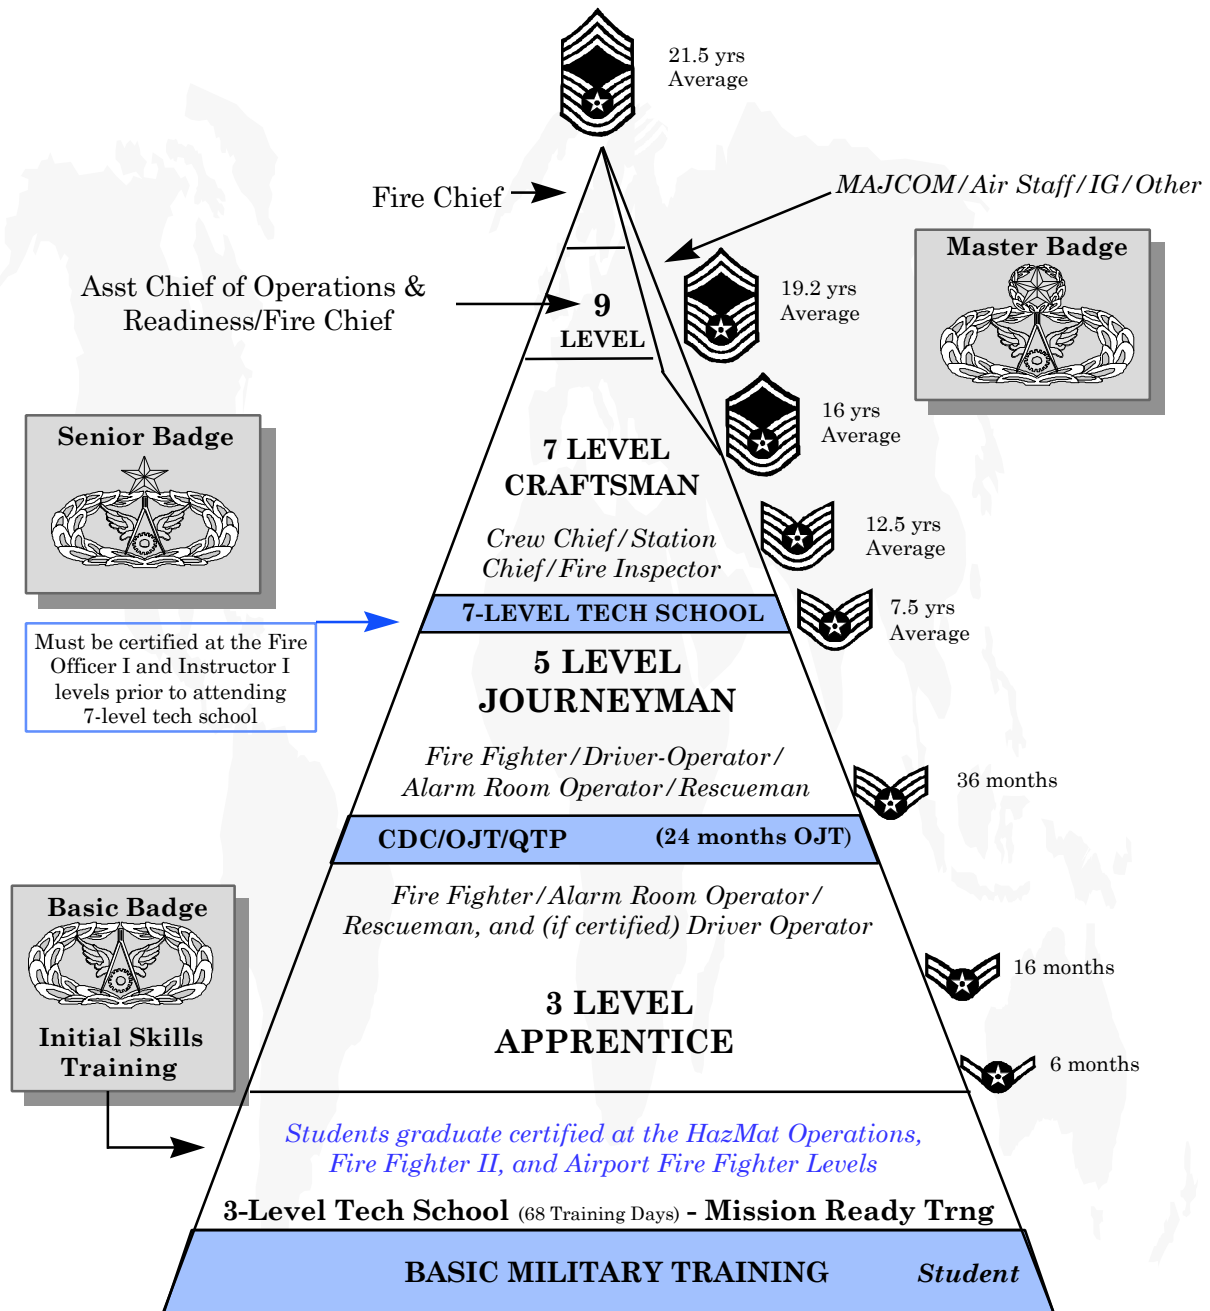 21.5 yrs
Average
Fire Chief
MAJCOM/Air Staff/IG/Other
Master Badge
Asst Chief of Operations &
Readiness/Fire Chief
9
LEVEL
19.2 yrs
Average
Senior Badge
16 yrs
Average
7 LEVEL
CRAFTSMAN
Crew Chief/Station
Chief/Fire Inspector
12.5 yrs
Average
7-LEVEL TECH SCHOOL
7.5 yrs
Average
Must be certified at the Fire
Officer I and Instructor I
levels prior to attending
7-level tech school
5 LEVEL
JOURNEYMAN
Fire Fighter/Driver-Operator/
Alarm Room Operator/Rescueman
36 months
CDC/OJT/QTP (24 months OJT)
Basic Badge
Initial Skills
Training
Fire Fighter/Alarm Room Operator/
Rescueman, and (if certified) Driver Operator
16 months
3 LEVEL
APPRENTICE
6 months
Students graduate certified at the HazMat Operations,
Fire Fighter II, and Airport Fire Fighter Levels
3-Level Tech School (68 Training Days) - Mission Ready Trng
BASIC MILITARY TRAINING Student